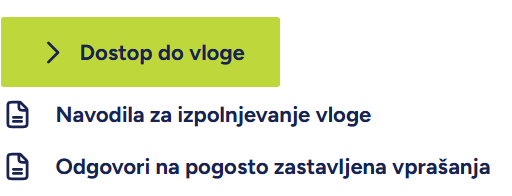 Dostop do vloge
Navodila za izpolnjevanje vloge
Odgovori na pogosto zastavljena vprašanja